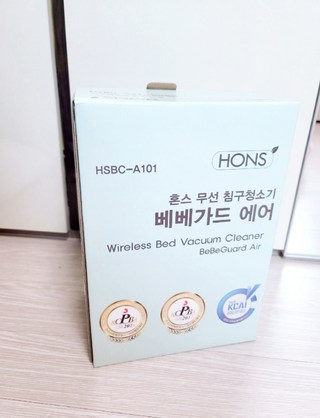 HONS
HSBC-A101
혼스 무선 침구청소기
베베가드 에어
Wireless Bed Vacuum Cleaner
BeBeGuard Air
KCAI